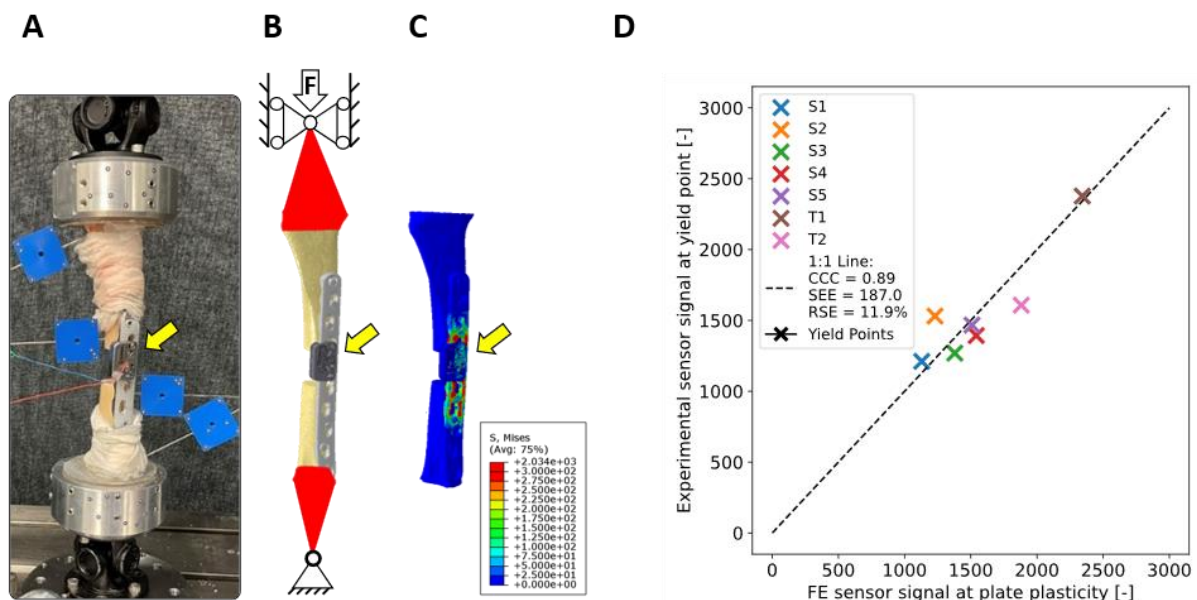 A
B
C
D
F
S, Mises
(Avg: 75%)
+2.034e+03
+3.000e+02
+2.750e+02
+2.500e+02
+2.250e+02
+2.000e+02
+1.750e+02
+1.500e+02
+1.250e+02
+1.000e+02
+7.500e+01
+5.000e+01
+2.500e+01
+0.000e+00
Experimental sensor signal at yield point [-]
3000
2500
2000
1500
1000
500
0
S1
S2
S3
S4
S5
T1
T2
1:1 Line:
CCC = 0.89
SEE = 187.0
RSE = 11.9%
Yield Points
0 500 1000 1500 2000 2500 3000
FE sensor signal at plate plasticity [-]